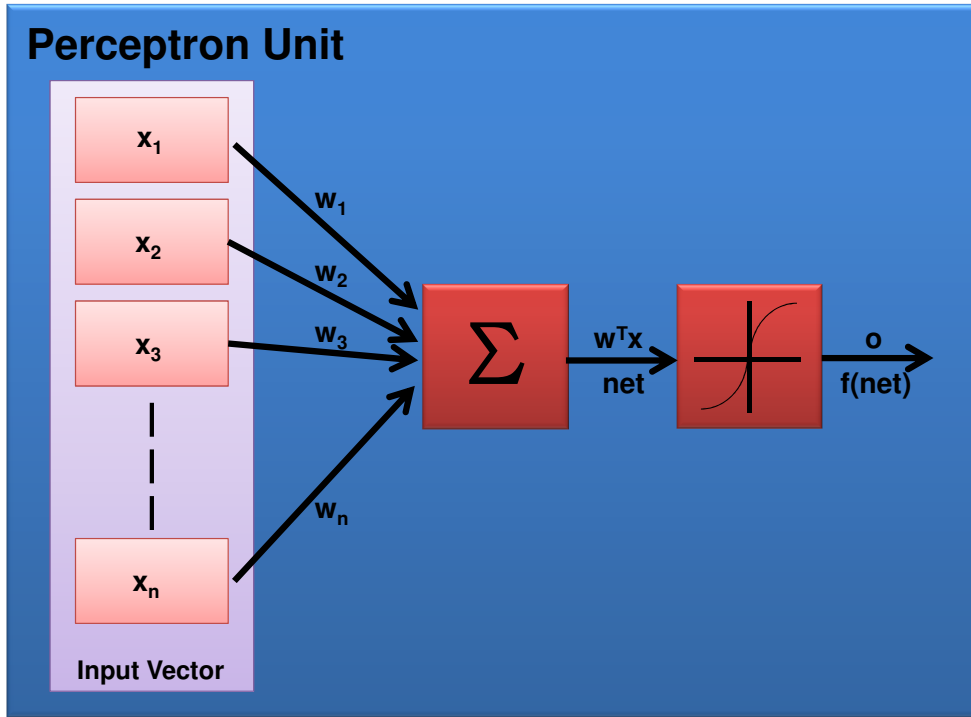 Perceptron Unit
x₁
w₁
x₂
w₂
x₃
w₃
Σ
wᵀx
net
o
f(net)
wₙ
xₙ
Input Vector